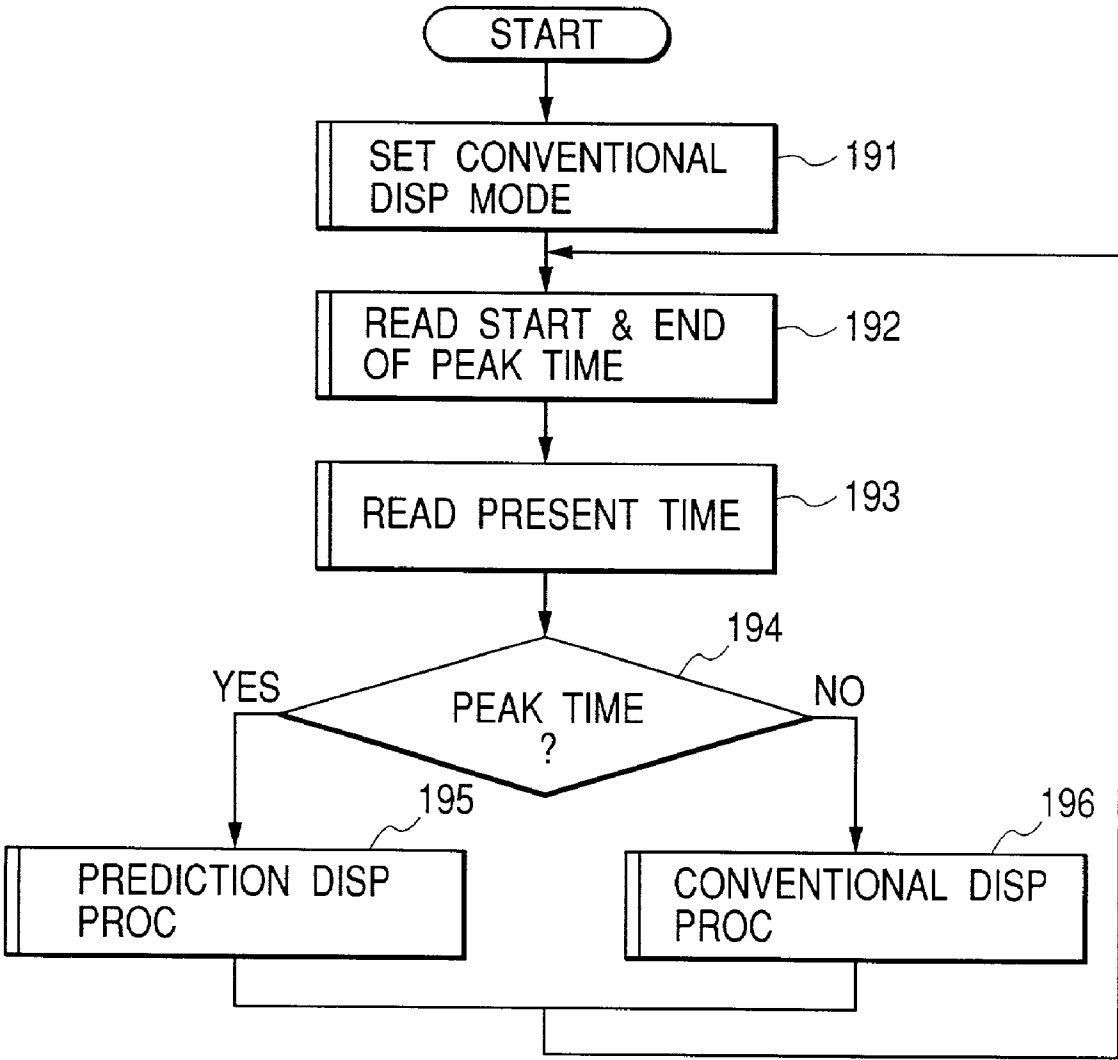 START
SET CONVENTIONAL
DISP MODE
191
READ START & END
OF PEAK TIME
192
READ PRESENT TIME
193
194
YES
PEAK TIME
?
NO
195
PREDICTION DISP
PROC
196
CONVENTIONAL DISP
PROC